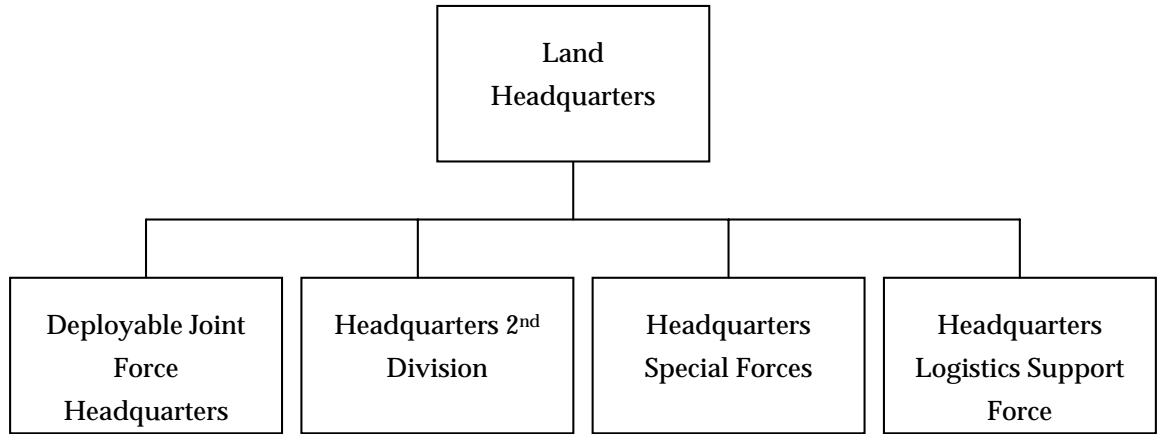 Land
Headquarters
Deployable Joint
Force
Headquarters
Headquarters 2nd
Division
Headquarters
Special Forces
Headquarters
Logistics Support
Force